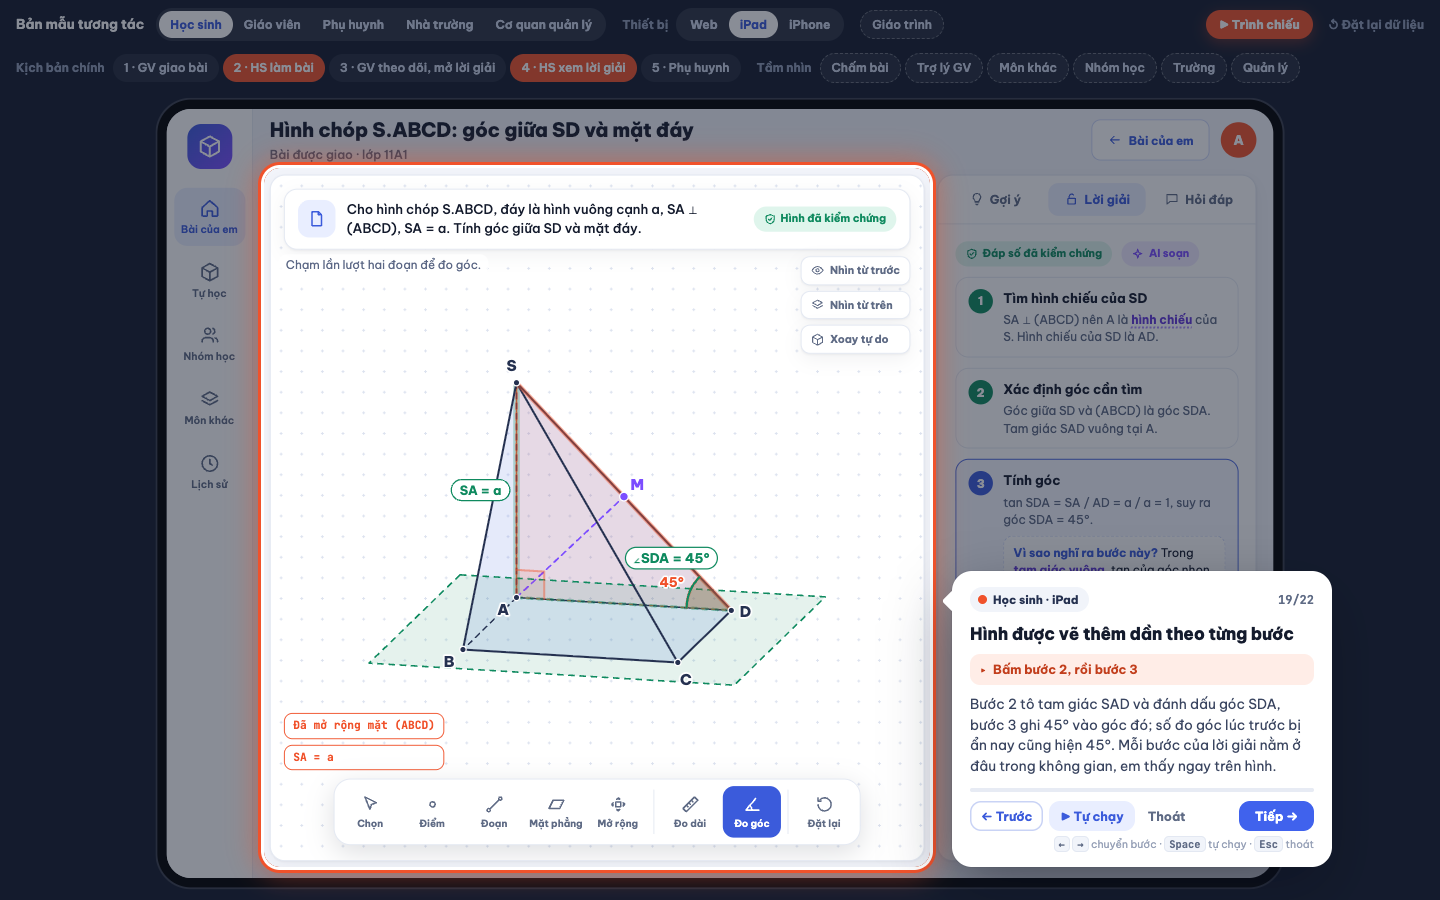 Bản mẫu tương tác
Học sinh
Giáo viên
Phụ huynh
Nhà trường
Cơ quan quản lý
Thiết bị
Web
iPad
iPhone
Giáo trình
Trình chiếu
Đặt lại dữ liệu
Kịch bản chính
1 · GV giao bài
2 · HS làm bài
3 · GV theo dõi, mở lời giải
4 · HS xem lời giải
5 · Phụ huynh
Tầm nhìn
Chấm bài
Trợ lý GV
Môn khác
Nhóm học
Trường
Quản lý
Bài của em
Tự học
Nhóm học
Môn khác
Lịch sử
Hình chóp S.ABCD: góc giữa SD và mặt đáy
Bài được giao · lớp 11A1
← Bài của em
A
Cho hình chóp S.ABCD, đáy là hình vuông cạnh a, SA ⊥
(ABCD), SA = a. Tính góc giữa SD và mặt đáy.
Hình đã kiểm chứng
Chạm lần lượt hai đoạn để đo góc.
Nhìn từ trước
Nhìn từ trên
Xoay tự do
S
SA = a
M
∠SDA = 45°
45°
A
D
B
C
Đã mở rộng mặt (ABCD)
SA = a
Chọn
Điểm
Đoạn
Mặt phẳng
Mở rộng
Đo dài
Đo góc
Đặt lại
Gợi ý
Lời giải
Hỏi đáp
Đáp số đã kiểm chứng
AI soạn
1
Tìm hình chiếu của SD
SA ⊥ (ABCD) nên A là hình chiếu của
S. Hình chiếu của SD là AD.
2
Xác định góc cần tìm
Góc giữa SD và (ABCD) là góc SDA.
Tam giác SAD vuông tại A.
3
Tính góc
tan SDA = SA / AD = a / a = 1, suy ra
góc SDA = 45°.
Vì sao nghĩ ra bước này? Trong
tam giác vuông, tan của góc nhọn
Học sinh · iPad
19/22
Hình được vẽ thêm dần theo từng bước
▸ Bấm bước 2, rồi bước 3
Bước 2 tô tam giác SAD và đánh dấu góc SDA,
bước 3 ghi 45° vào góc đó; số đo góc lúc trước bị
ẩn nay cũng hiện 45°. Mỗi bước của lời giải nằm ở
đâu trong không gian, em thấy ngay trên hình.
← Trước
▶ Tự chạy
Thoát
Tiếp →
← → chuyển bước · Space tự chạy · Esc thoát